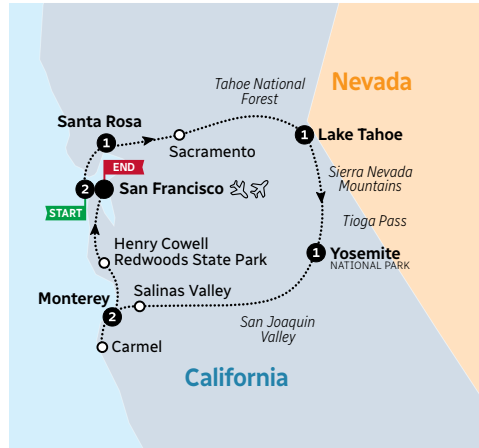 Tahoe National
Forest
Nevada
Santa Rosa
1
1
Lake Tahoe
Sacramento
END
Sierra Nevada
Mountains
2
San Francisco
START
Tioga Pass
Henry Cowell
Redwoods State Park
1
Yosemite
NATIONAL PARK
Monterey
Salinas Valley
2
San Joaquin
Valley
Carmel
California